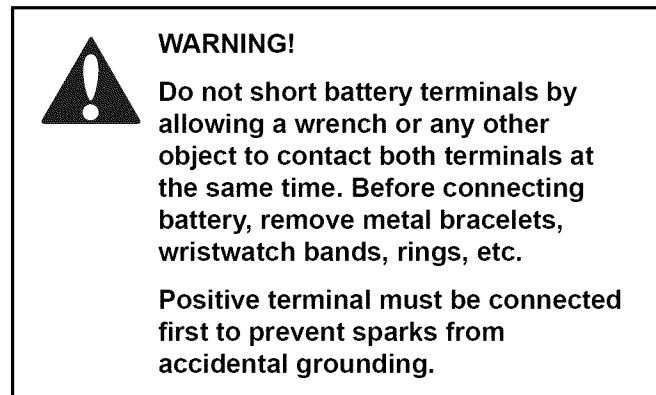 WARNING!
Do not short battery terminals by
allowing a wrench or any other
object to contact both terminals at
the same time. Before connecting
battery, remove metal bracelets,
wristwatch bands, rings, etc.
Positive terminal must be connected
first to prevent sparks from
accidental grounding.